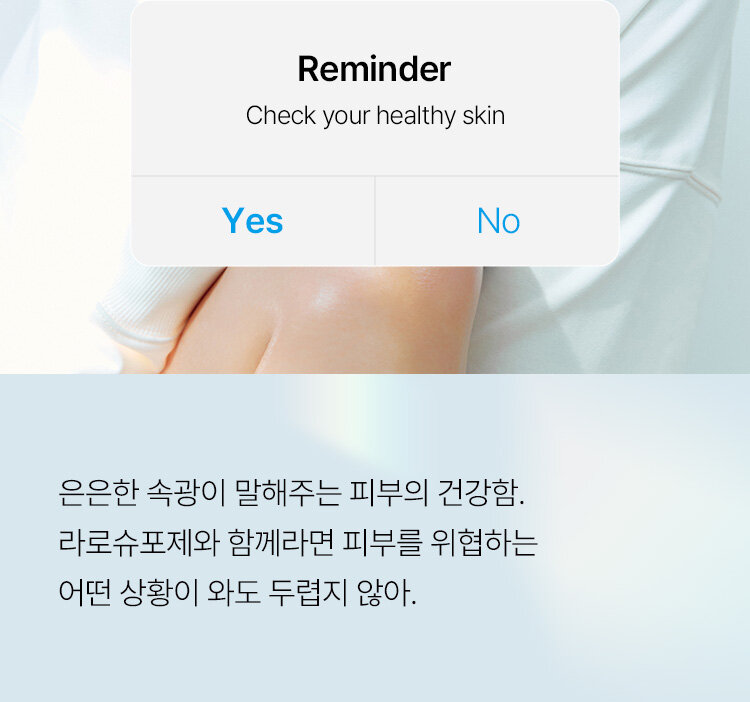 Reminder
Check your healthy skin
Yes
No
은은한 속광이 말해주는 피부의 건강함.
라로슈포제와 함께라면 피부를 위협하는
어떤 상황이 와도 두렵지 않아.